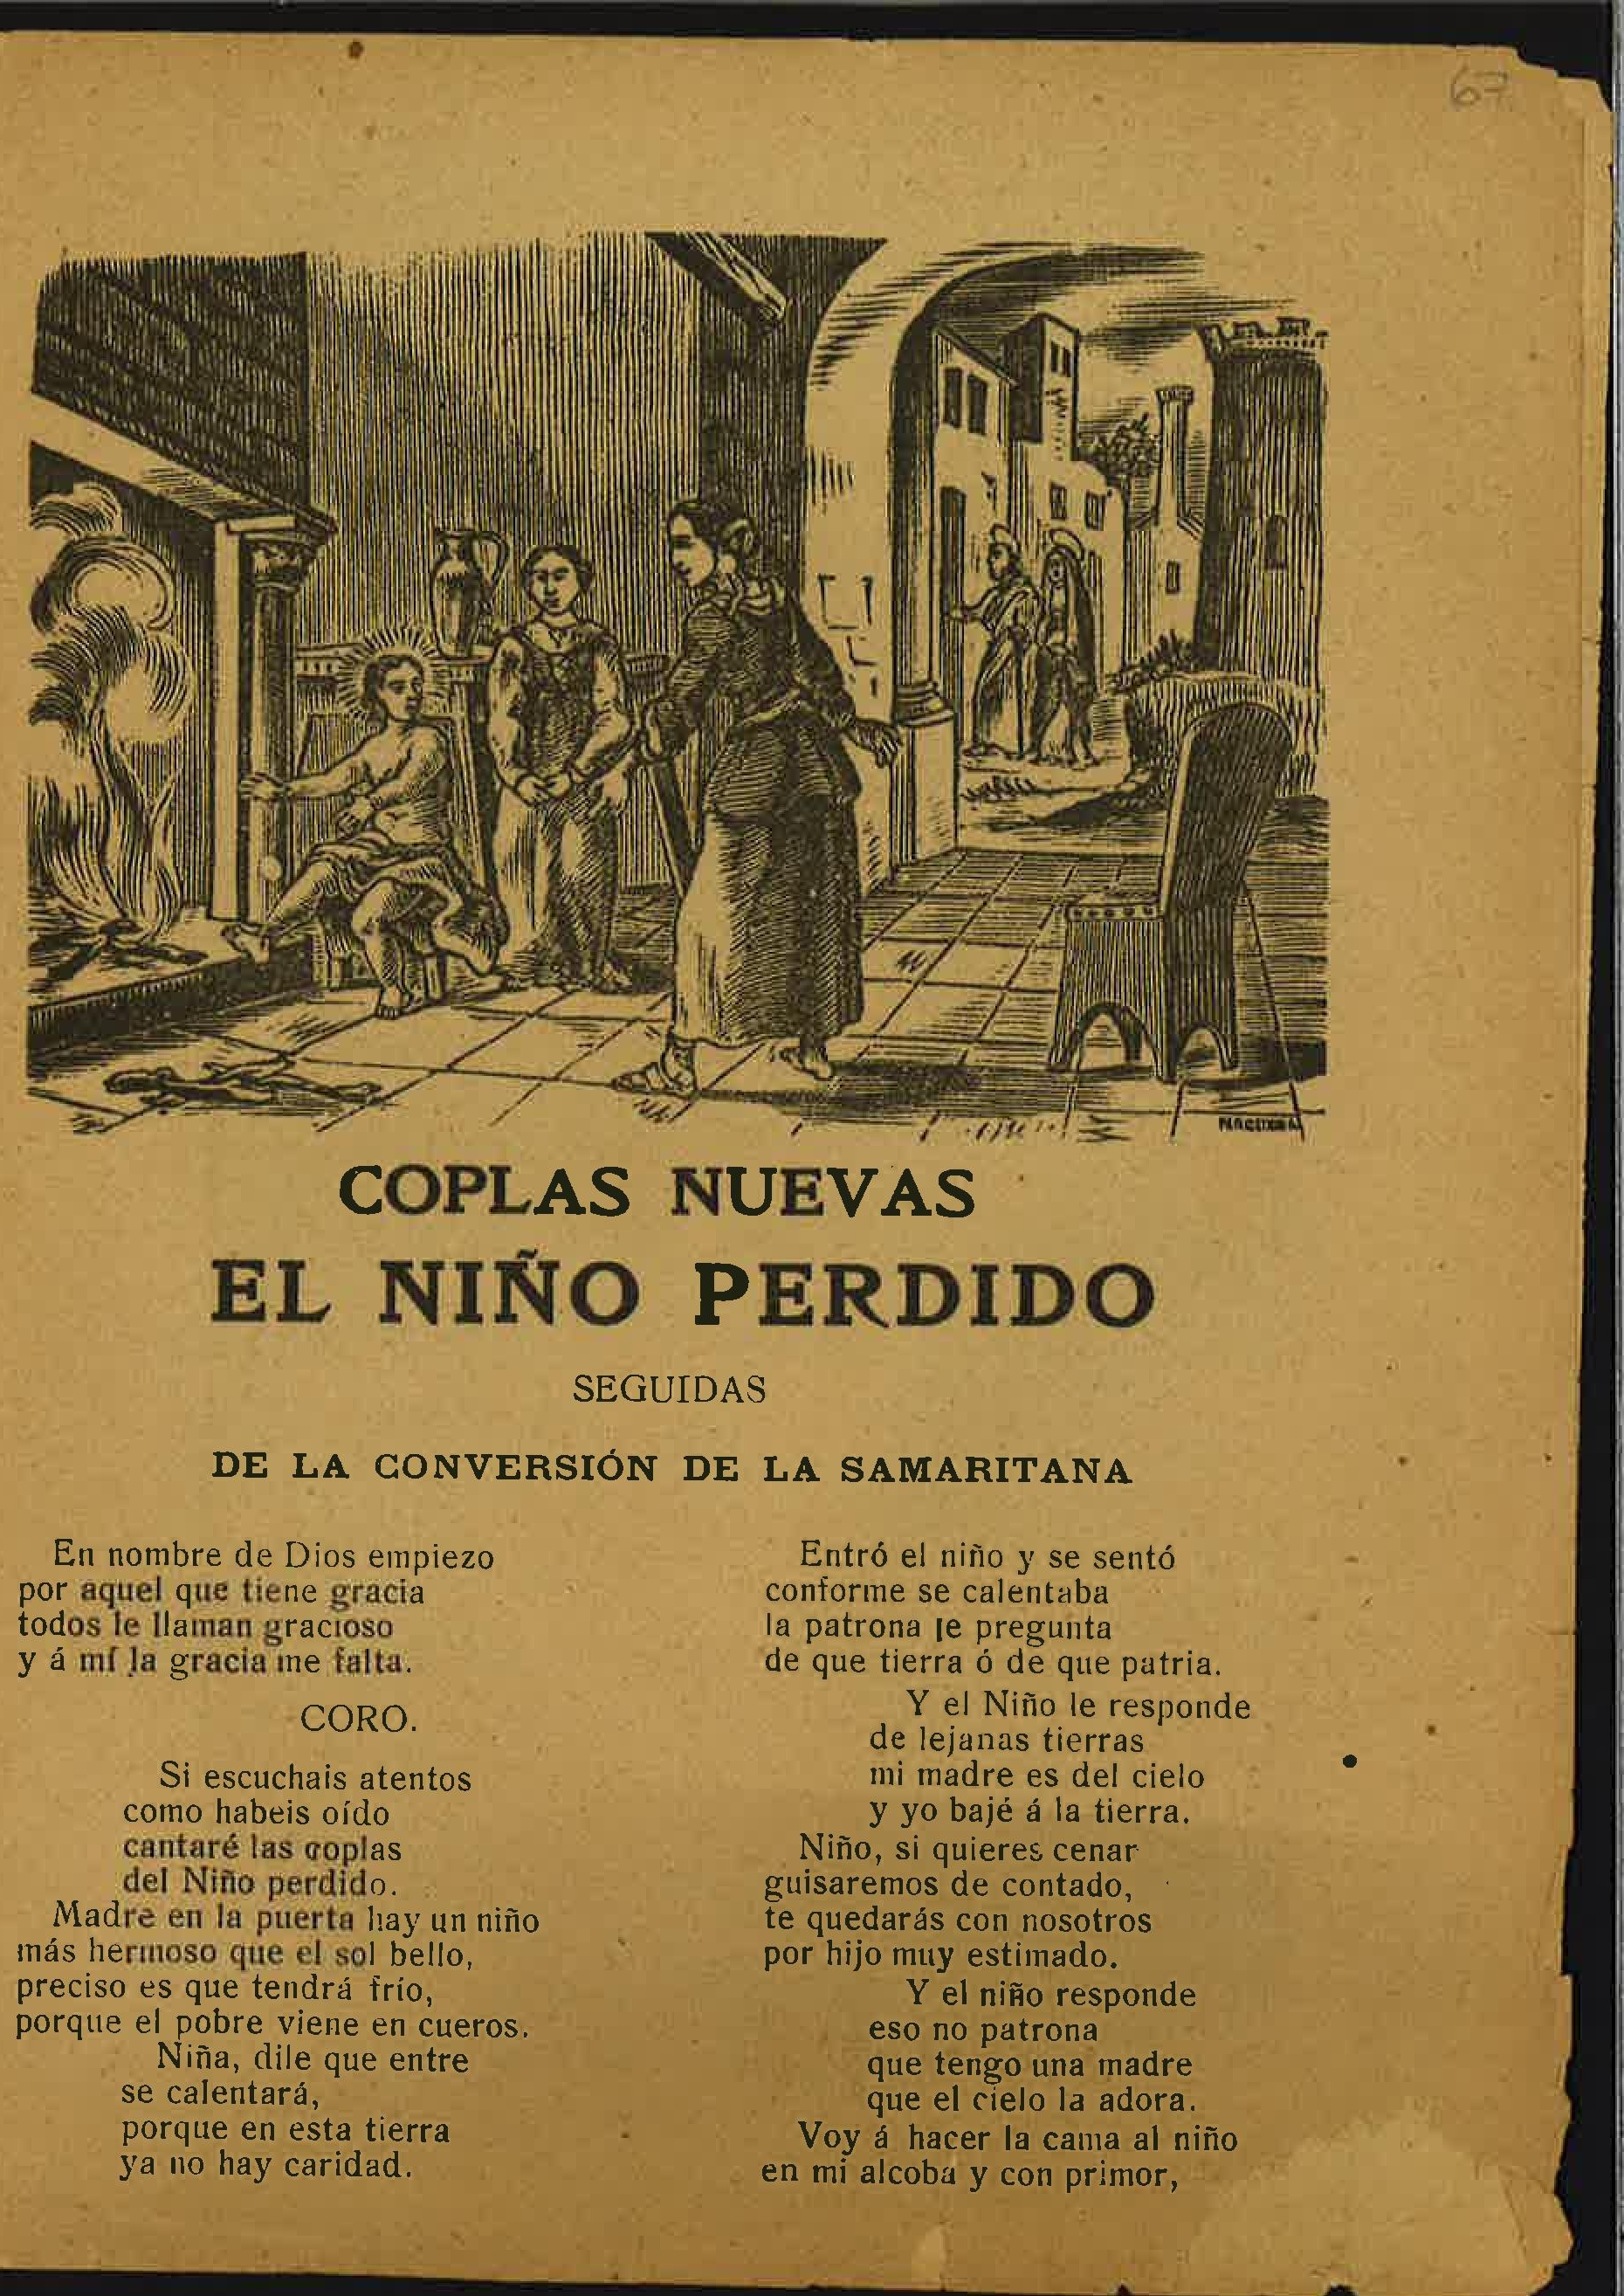 67
COPLAS NUEVAS
EL NIÑO PERDIDO
SEGUIDAS
DE LA CONVERSIÓN DE LA SAMARITANA
En nombre de Dios empiezo
por aquel que tiene gracia
todos le llaman gracioso
y á mí la gracia me falta.
CORO.
Si escuchais atentos
como habeis oído
cantaré las coplas
del Niño perdido.
Madre en la puerta hay un niño
más hermoso que el sol bello,
preciso es que tendrá frío,
porque el pobre viene en cueros.
Niña, dile que entre
se calentará,
porque en esta tierra
ya no hay caridad.
Entró el niño y se sentó
conforme se calentaba
la patrona le pregunta
de que tierra ó de que patria.
Y el Niño le responde
de lejanas tierras
mi madre es del cielo
y yo bajé á la tierra.
Niño, si quieres cenar
guisaremos de contado,
te quedarás con nosotros
por hijo muy estimado.
Y el niño responde
eso no patrona
que tengo una madre
que el cielo la adora.
Voy á hacer la cama al niño
en mi alcoba y con primor,